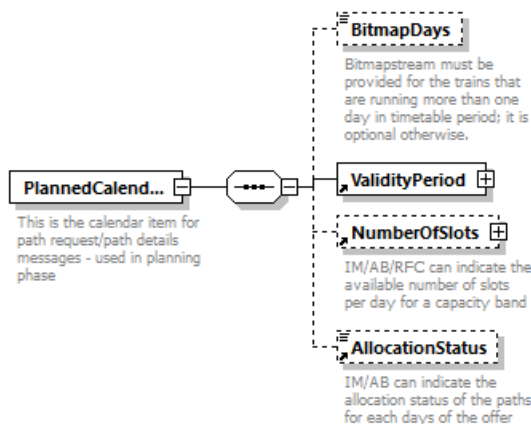 BitmapDays
Bitmapstream must be
provided for the trains that
are running more than one
day in timetable period; it is
optional otherwise.
PlannedCalend...
This is the calendar item for
path request/path details
messages - used in planning
phase
ValidityPeriod
NumberOfSlots
IM/AB/RFC can indicate the
available number of slots
per day for a capacity band
AllocationStatus
IM/AB can indicate the
allocation status of the paths
for each days of the offer